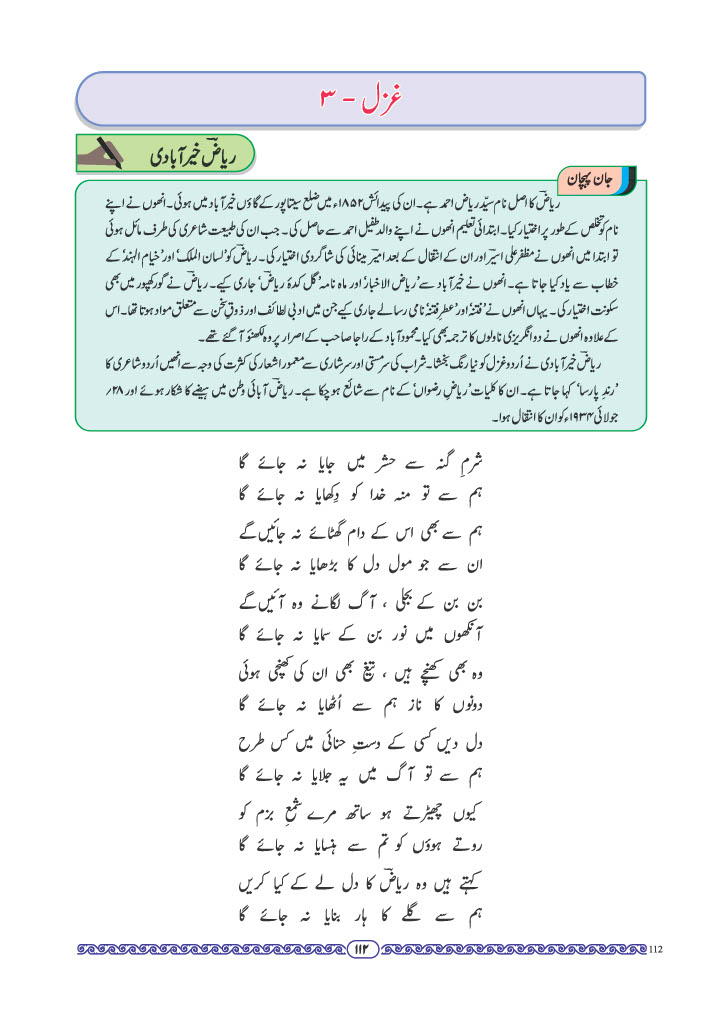 غزل - ۳
ریاضؔ خیرآبادی
جان پہچان
ریاضؔ کا اصل نام سیّد ریاض احمد ہے۔ ان کی پیدائش ۱۸۵۲ء میں ضلع سیتاپور کے گاؤں خیرآباد میں ہوئی۔ انھوں نے اپنے
نام کو تخلص کے طور پر اختیار کیا۔ ابتدائی تعلیم انھوں نے اپنے والد طفیل احمد سے حاصل کی۔ جب ان کی طبیعت شاعری کی طرف مائل ہوئی
تو ابتدا میں انھوں نے مظفر علی اسیرؔ اور ان کے انتقال کے بعد امیرؔ مینائی کی شاگردی اختیار کی۔ ریاضؔ کو ’لسان الملک‘ اور ’خیام الہند‘ کے
خطاب سے یاد کیا جاتا ہے۔ انھوں نے خیرآباد سے ’ریاض الاخبار‘ اور ماہ نامہ ’گل کدۂ ریاض‘ جاری کیے۔ ریاضؔ نے گورکھپور میں بھی
سکونت اختیار کی۔ یہاں انھوں نے ’فتنہ‘ اور ’عطرِ فتنہ‘ نامی رسالے جاری کیے جن میں ادبی لطائف اور ذوقِ سخن سے متعلق مواد ہوتا تھا۔ اس
کے علاوہ انھوں نے دو انگریزی ناولوں کا ترجمہ بھی کیا۔ محمودآباد کے راجا صاحب کے اصرار پر وہ لکھنؤ آ گئے تھے۔
ریاضؔ خیرآبادی نے اُردو غزل کو نیا رنگ بخشا۔ شراب کی سرمستی اور سرشاری سے معمور اشعار کی کثرت کی وجہ سے انھیں اُردو شاعری کا
’رندِ پارسا‘ کہا جاتا ہے۔ ان کا کلیات ’ریاضِ رضواں‘ کے نام سے شائع ہو چکا ہے۔ ریاضؔ آبائی وطن میں ہیضے کا شکار ہوئے اور ۲۸؍
جولائی ۱۹۳۴ء کو ان کا انتقال ہوا۔
شرمِ گنہ سے حشر میں جایا نہ جائے گا
ہم سے تو منہ خدا کو دِکھایا نہ جائے گا
ہم سے بھی اس کے دام گھٹائے نہ جائیں گے
ان سے جو مول دل کا بڑھایا نہ جائے گا
بن بن کے بجلی ، آگ لگانے وہ آئیں گے
آنکھوں میں نور بن کے سمایا نہ جائے گا
وہ بھی کھنچے ہیں ، تیغ بھی ان کی کھنچی ہوئی
دونوں کا ناز ہم سے اُٹھایا نہ جائے گا
دل دیں کسی کے دستِ حنائی میں کس طرح
ہم سے تو آگ میں یہ جلایا نہ جائے گا
کیوں چھیڑتے ہو ساتھ مرے شمعِ بزم کو
روتے ہوؤں کو تم سے ہنسایا نہ جائے گا
کہتے ہیں وہ ریاضؔ کا دل لے کے کیا کریں
ہم سے گلے کا ہار بنایا نہ جائے گا
۱۱۲
112